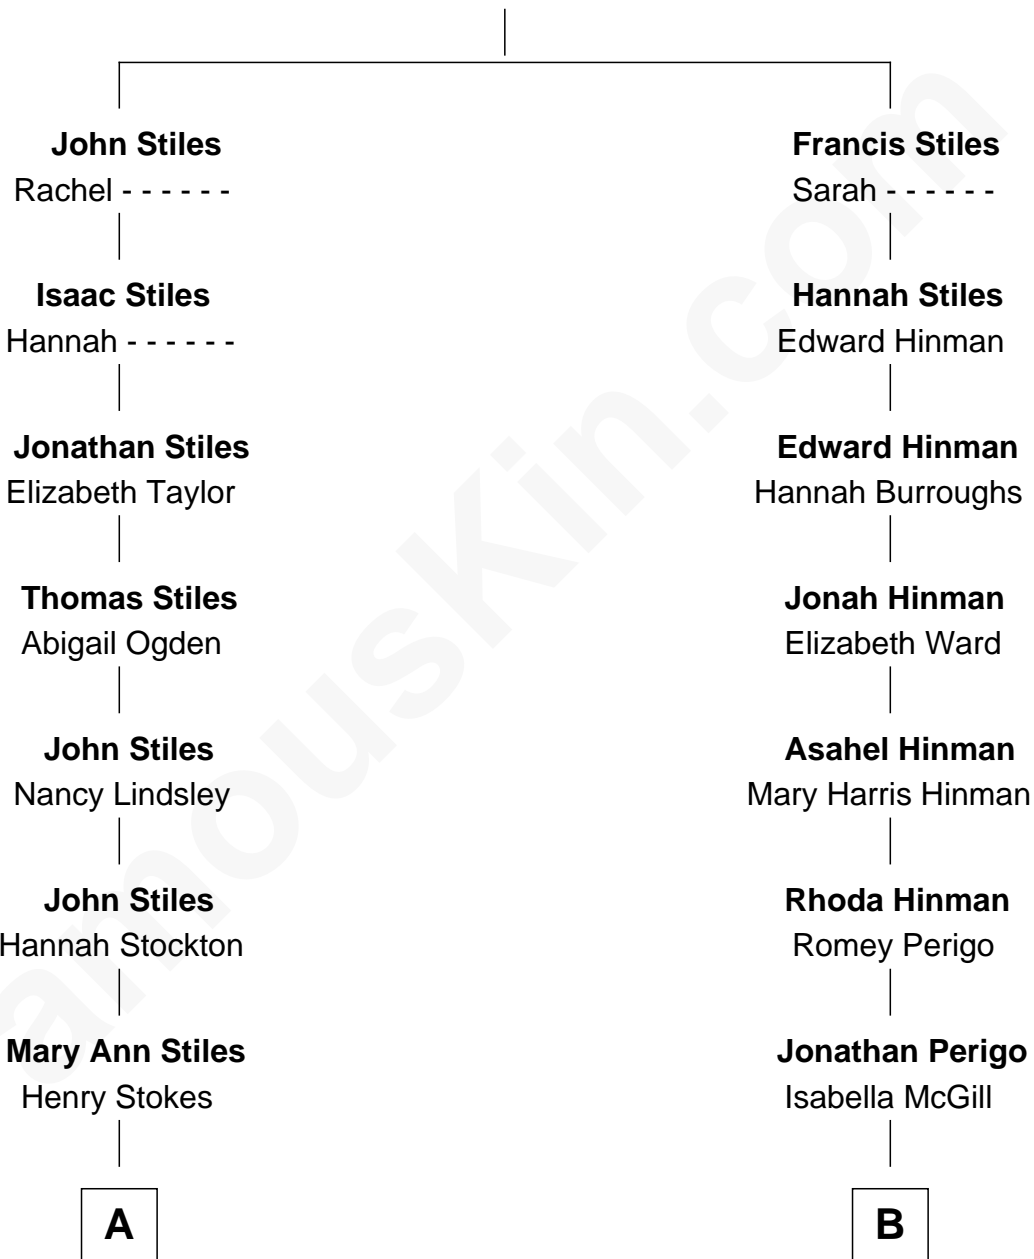 John Stiles
Rachel - - - - - -
Isaac Stiles
Hannah - - - - - -
Jonathan Stiles
Elizabeth Taylor
Thomas Stiles
Abigail Ogden
John Stiles
Nancy Lindsley
John Stiles
Hannah Stockton
Mary Ann Stiles
Henry Stokes
A
Francis Stiles
Sarah - - - - - -
Hannah Stiles
Edward Hinman
Edward Hinman
Hannah Burroughs
Jonah Hinman
Elizabeth Ward
Asahel Hinman
Mary Harris Hinman
Rhoda Hinman
Romey Perigo
Jonathan Perigo
Isabella McGill
B
amousKin.com